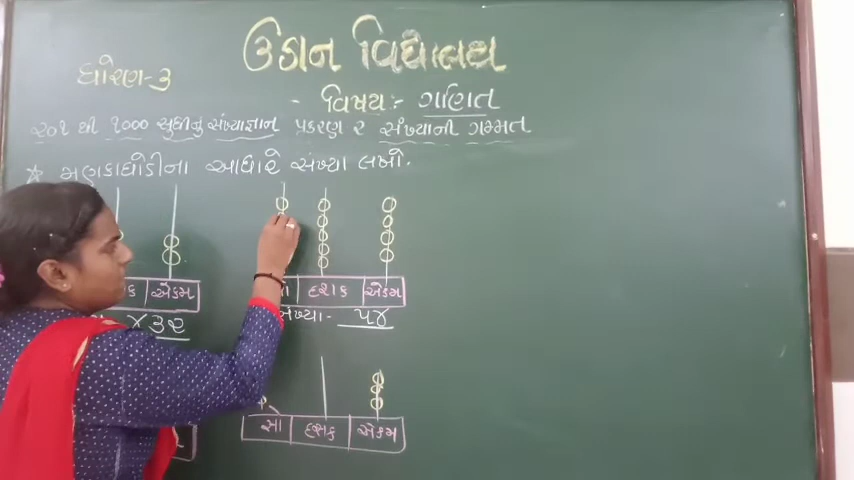 ઉડાન વિદ્યાલય
ધોરણ-૩
- વિષય:- ગણિત
૨૦૧ થી ૧૦૦૦ સુધીનું સંખ્યાજ્ઞાન પ્રકરણ ૨ સંખ્યાની ગમ્મત
☆ મણકાઘોડીના આધારે સંખ્યા લખો.
એકમ દશક એકમ
૪૩૨ સંખ્યા- ૫૪
સો દશક એકમ